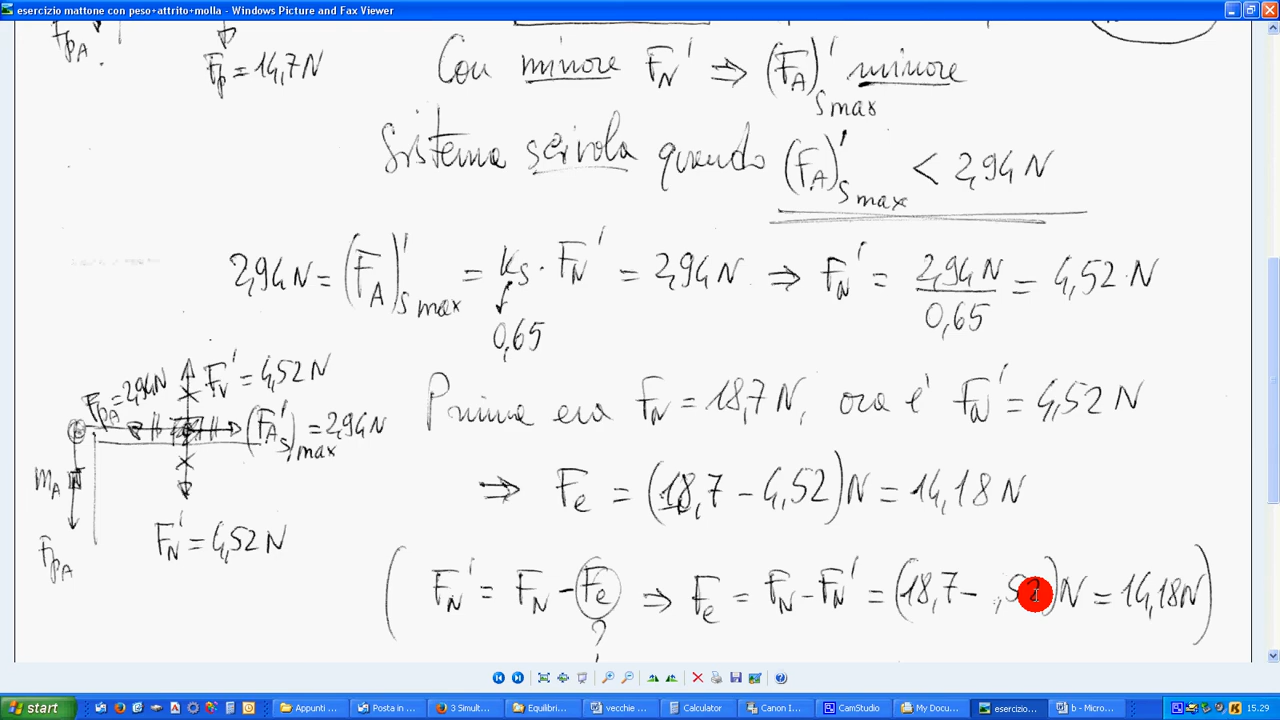 esercizio mattone con peso+attrito+molla - Windows Picture and Fax Viewer
F_pA
F_p = 14,7 N
Con minore F_N' ⇒ (F_A)'_S max minore
Sistema scivola quando (F_A)'_S max < 2,94 N
2,94 N = (F_A)'_S max = k_S · F_N' = 2,94 N ⇒ F_N' = 2,94 N / 0,65 = 4,52 N
0,65
F_pA = 2,94 N
F_N' = 4,52 N
(F_A'_S)max = 2,94 N
m_A
F_pA
F_N' = 4,52 N
Prima era F_N = 18,7 N, ora è F_N' = 4,52 N
⇒ F_e = (18,7 - 4,52) N = 14,18 N
( F_N' = F_N - F_e ⇒ F_e = F_N - F_N' = (18,7 - ,52) N = 14,18 N )
?
start
Appunti ...
Posta in ...
3 Simult...
Equilibri...
vecchie ...
Calculator
Canon I...
CamStudio
My Docu...
esercizio...
b - Micro...
15.29